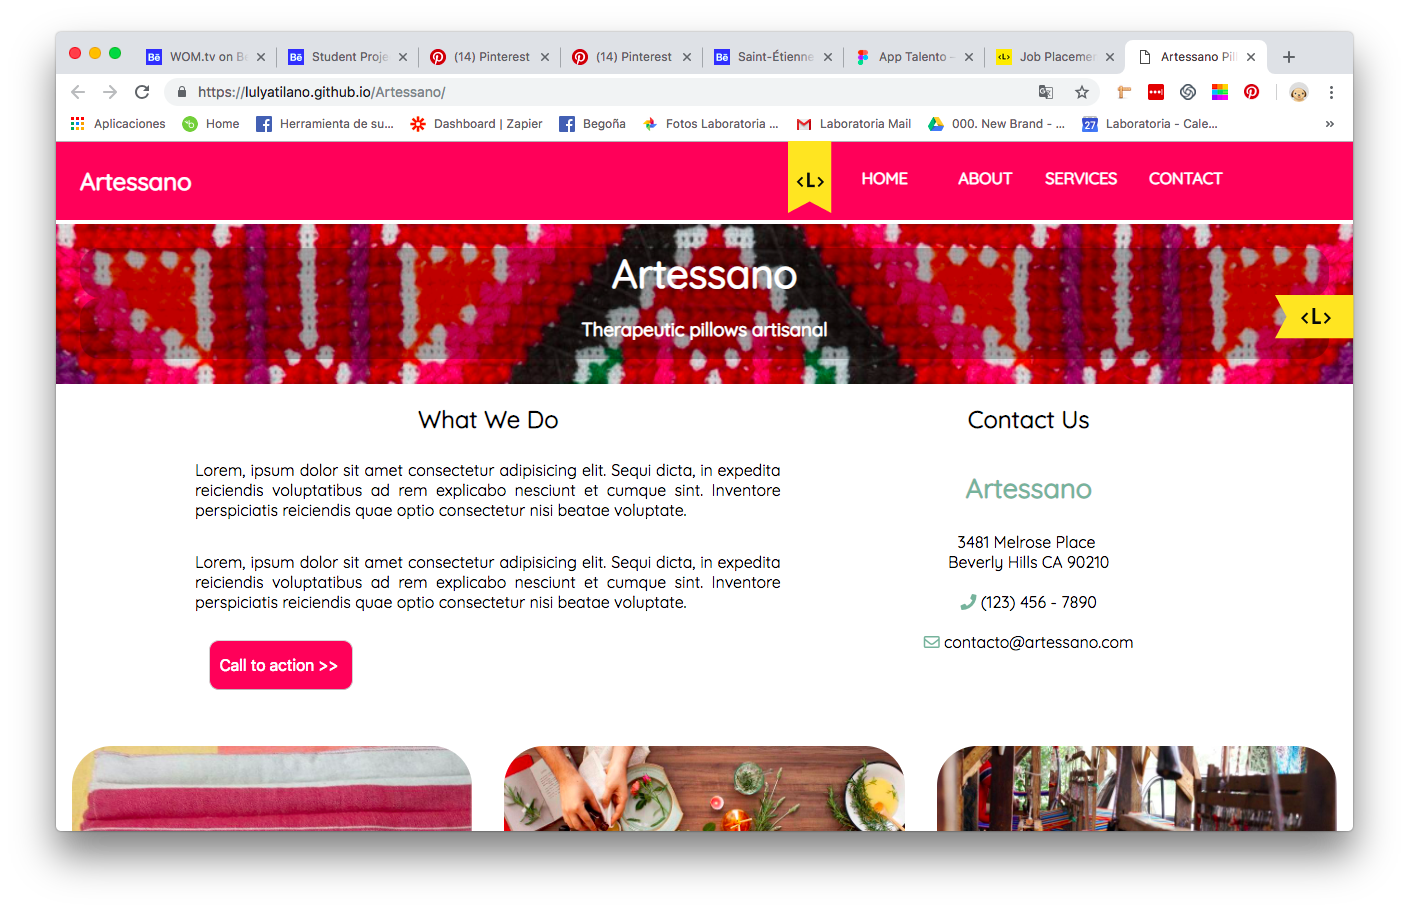 WOM.tv on B
Student Proje
(14) Pinterest
(14) Pinterest
Saint-Étienne
App Talento -
Job Placemen
Artessano Pil
https://lulyatilano.github.io/Artessano/
Aplicaciones
Home
Herramienta de su...
Dashboard | Zapier
Begoña
Fotos Laboratoria ...
Laboratoria Mail
000. New Brand - ...
27
Laboratoria - Cale...
»
Artessano
<L>
HOME
ABOUT
SERVICES
CONTACT
Artessano
Therapeutic pillows artisanal
<L>
What We Do
Lorem, ipsum dolor sit amet consectetur adipisicing elit. Sequi dicta, in expedita
reiciendis voluptatibus ad rem explicabo nesciunt et cumque sint. Inventore
perspiciatis reiciendis quae optio consectetur nisi beatae voluptate.
Lorem, ipsum dolor sit amet consectetur adipisicing elit. Sequi dicta, in expedita
reiciendis voluptatibus ad rem explicabo nesciunt et cumque sint. Inventore
perspiciatis reiciendis quae optio consectetur nisi beatae voluptate.
Call to action >>
Contact Us
Artessano
3481 Melrose Place
Beverly Hills CA 90210
(123) 456 - 7890
contacto@artessano.com